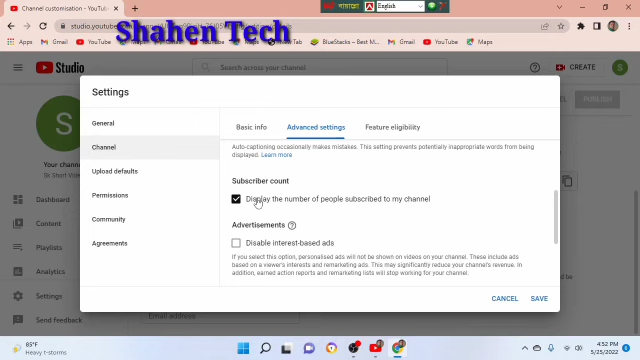 Channel customisation - YouTube
English
studio.youtube.com
Shahen Tech
Apps
Gmail
YouTube
BlueStacks – Best M...
YouTube
Gmail
Maps
Studio
Search across your channel
CREATE
S
Settings
PUBLISH
General
Channel
Upload defaults
Permissions
Community
Agreements
Basic info
Advanced settings
Feature eligibility
Auto-captioning occasionally makes mistakes. This setting prevents potentially inappropriate words from being
displayed. Learn more
Subscriber count
Display the number of people subscribed to my channel
Advertisements
Disable interest-based ads
If you select this option, personalised ads will not be shown on videos on your channel. These include ads
based on a viewer's interests and remarketing ads. This may significantly reduce your channel's revenue. In
addition, earned action reports and remarketing lists will stop working for your channel.
CANCEL
SAVE
S
Your channel
Dashboard
Content
Playlists
Analytics
Settings
Send Feedback
Email address
85°F
Heavy t-storms
4:52 PM
5/25/2022